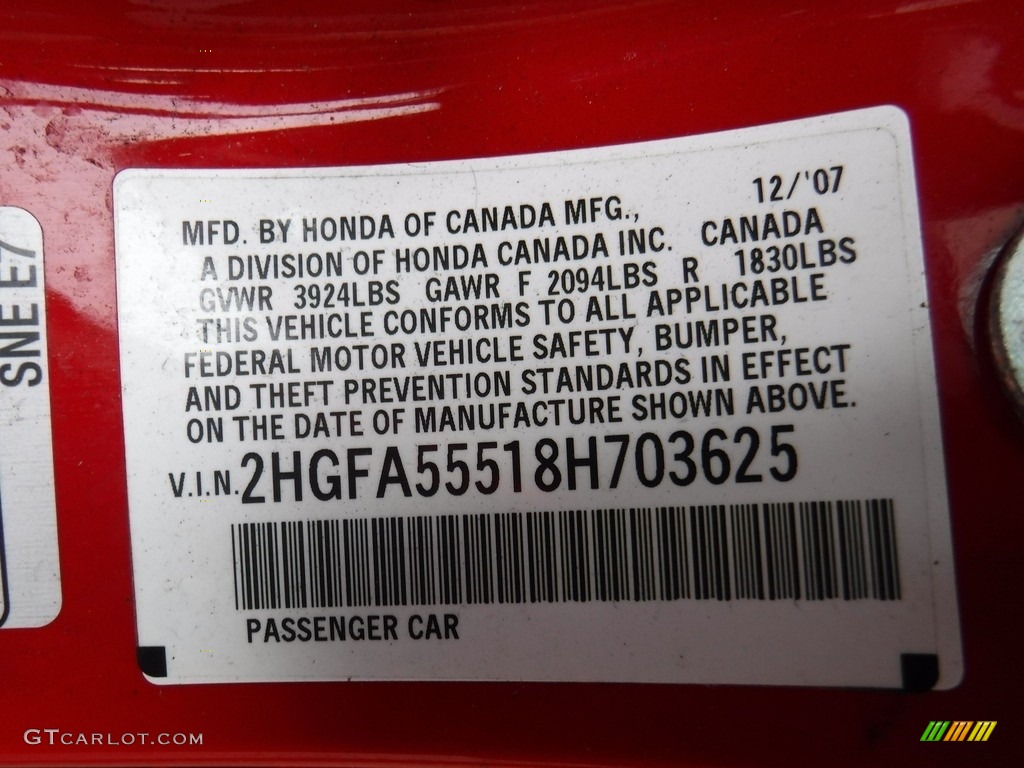 12/'07
MFD. BY HONDA OF CANADA MFG.,
A DIVISION OF HONDA CANADA INC. CANADA
GVWR 3924LBS GAWR F 2094LBS R 1830LBS
THIS VEHICLE CONFORMS TO ALL APPLICABLE
FEDERAL MOTOR VEHICLE SAFETY, BUMPER,
AND THEFT PREVENTION STANDARDS IN EFFECT
ON THE DATE OF MANUFACTURE SHOWN ABOVE.
V.I.N. 2HGFA55518H703625
PASSENGER CAR
SNE E7
GTCARLOT.COM